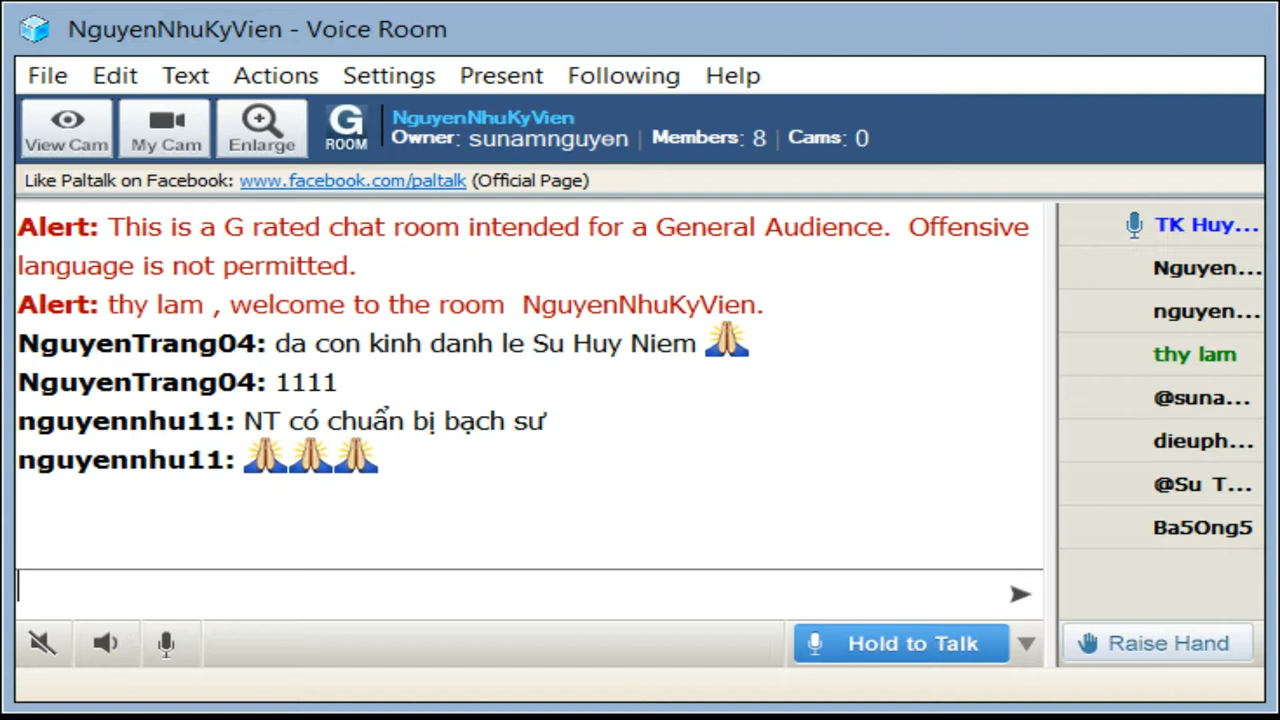 NguyenNhuKyVien - Voice Room
File Edit Text Actions Settings Present Following Help
View Cam My Cam Enlarge G ROOM
NguyenNhuKyVien
Owner: sunamnguyen Members: 8 Cams: 0
Like Paltalk on Facebook: www.facebook.com/paltalk (Official Page)
Alert: This is a G rated chat room intended for a General Audience. Offensive
language is not permitted.
Alert: thy lam , welcome to the room NguyenNhuKyVien.
NguyenTrang04: da con kinh danh le Su Huy Niem 🙏
NguyenTrang04: 1111
nguyennhu11: NT có chuẩn bị bạch sư
nguyennhu11: 🙏🙏🙏
TK Huy...
Nguyen...
nguyen...
thy lam
@suna...
dieuph...
@Su T...
Ba5Ong5
Hold to Talk
Raise Hand